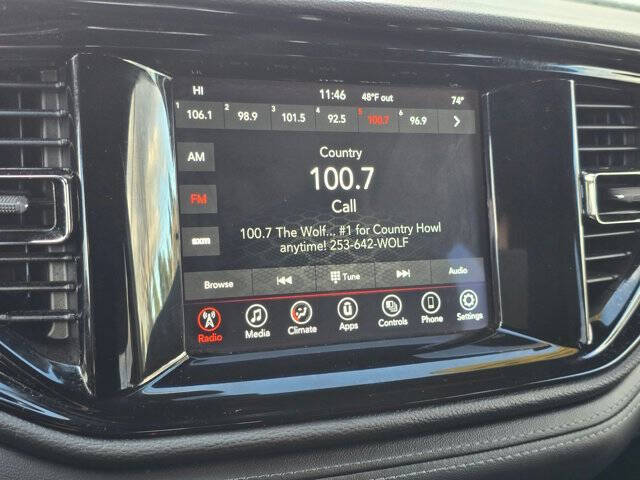 HI 11:46 48°F out 74°
1 106.1 2 98.9 3 101.5 4 92.5 5 100.7 6 96.9
AM
Country
100.7
FM
Call
100.7 The Wolf... #1 for Country Howl
anytime! 253-642-WOLF
Browse Tune Audio
Radio Media Climate Apps Controls Phone Settings